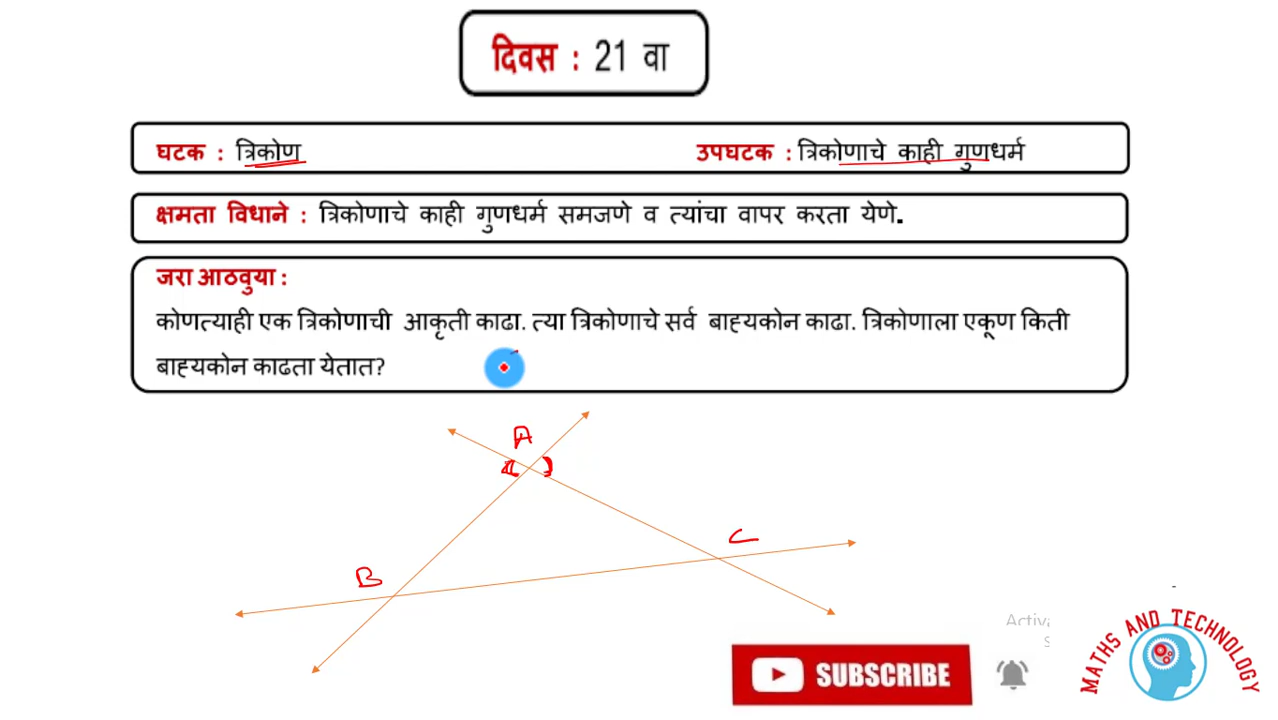 दिवस : 21 वा
घटक : त्रिकोण उपघटक : त्रिकोणाचे काही गुणधर्म
क्षमता विधाने : त्रिकोणाचे काही गुणधर्म समजणे व त्यांचा वापर करता येणे.
जरा आठवुया :
कोणत्याही एक त्रिकोणाची आकृती काढा. त्या त्रिकोणाचे सर्व बाह्यकोन काढा. त्रिकोणाला एकूण किती
बाह्यकोन काढता येतात?
A
B
C
SUBSCRIBE
MATHS AND TECHNOLOGY